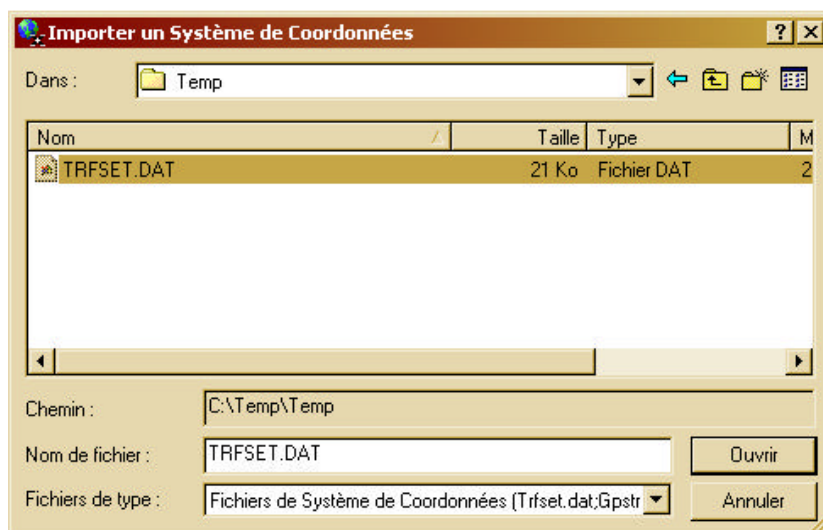 Importer un Système de Coordonnées
Dans : Temp
Nom Taille Type M
TRFSET.DAT 21 Ko Fichier DAT 2
Chemin : C:\Temp\Temp
Nom de fichier : TRFSET.DAT Ouvrir
Fichiers de type : Fichiers de Système de Coordonnées (Trfset.dat;Gpstr Annuler